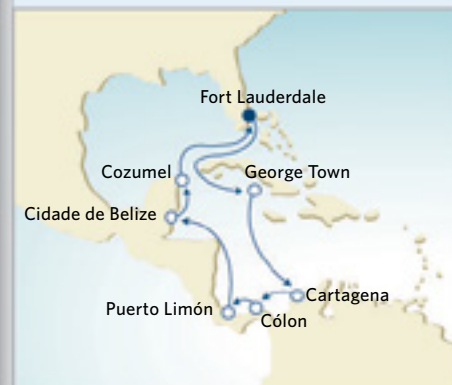 Fort Lauderdale
Cozumel
George Town
Cidade de Belize
Cartagena
Puerto Limón
Cólon